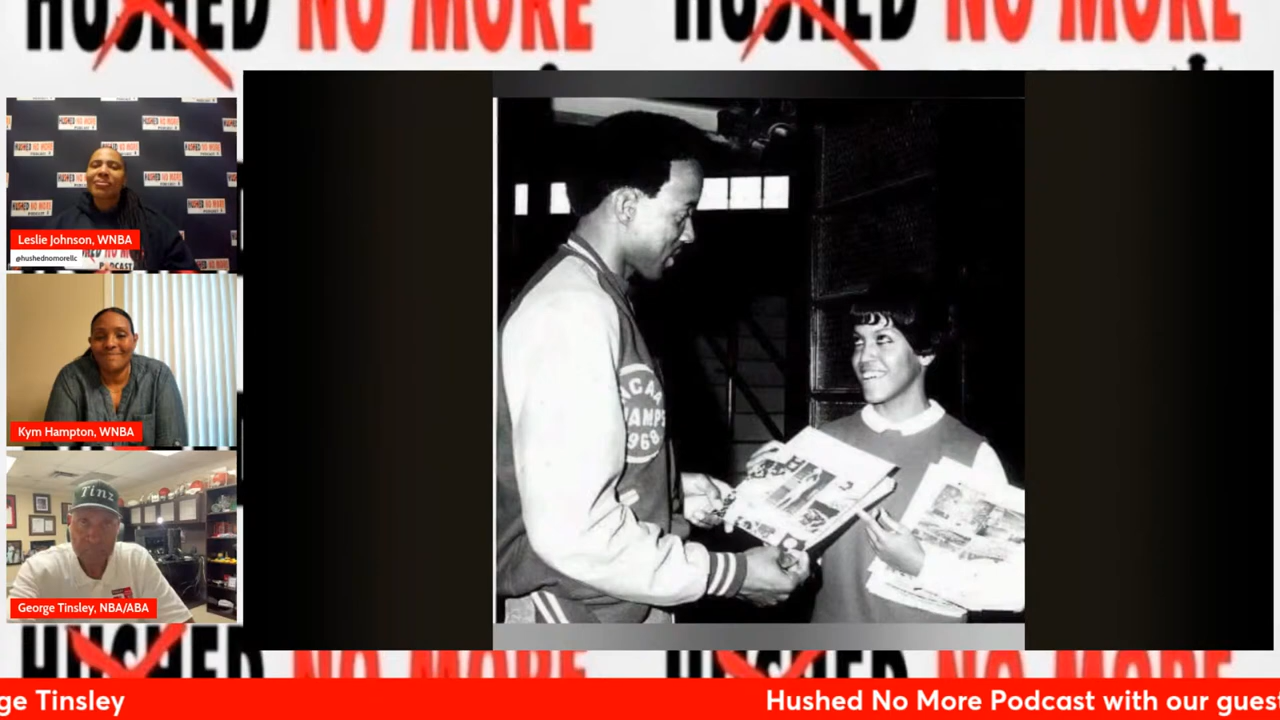 HUSHED NO MORE HUSHED NO MORE
Leslie Johnson, WNBA
@hushednomorellc
PODCAST
Kym Hampton, WNBA
Tinz
George Tinsley, NBA/ABA
NCAA
CHAMPS
1968
HUSHED NO MORE HUSHED NO MORE
ge Tinsley
Hushed No More Podcast with our guest